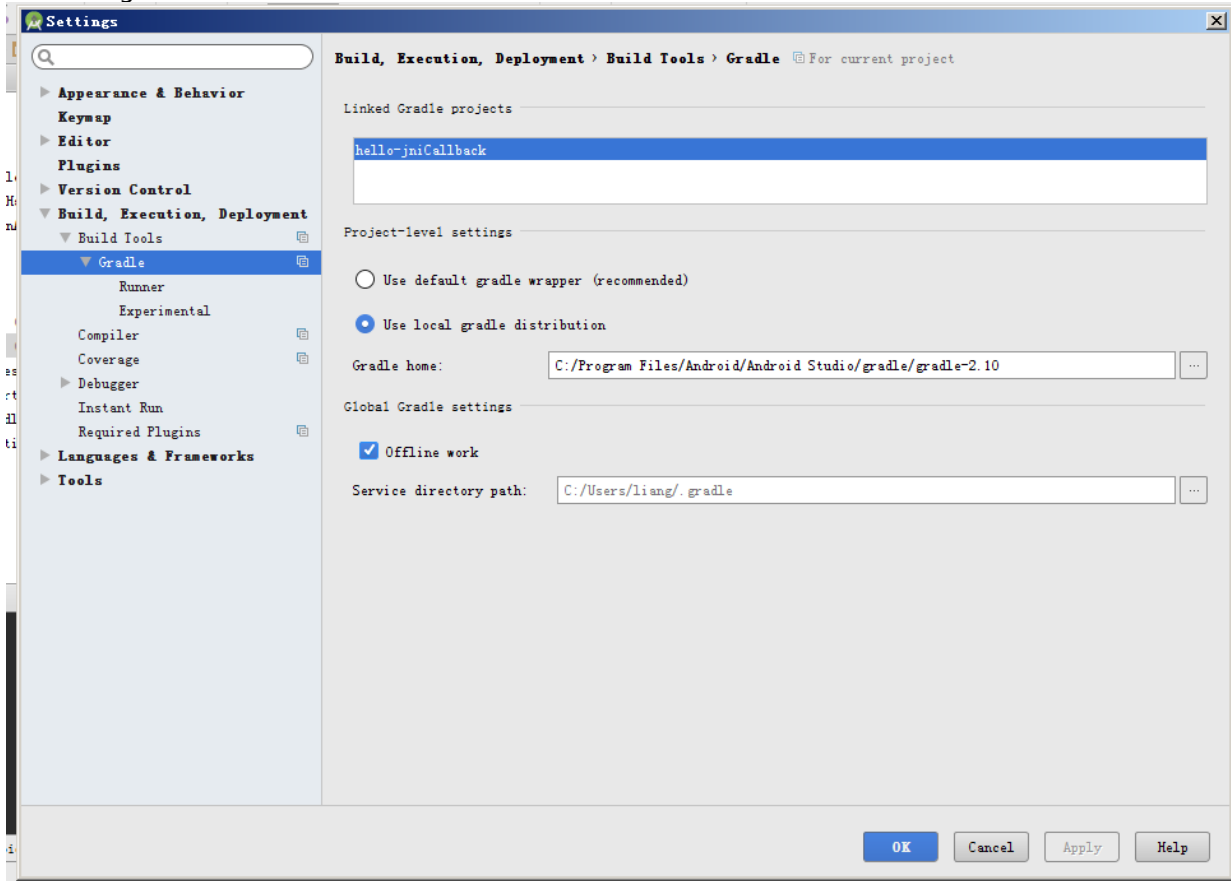 Settings
Build, Execution, Deployment › Build Tools › Gradle For current project
Appearance & Behavior
Keymap
Editor
Plugins
Version Control
Build, Execution, Deployment
Build Tools
Gradle
Runner
Experimental
Compiler
Coverage
Debugger
Instant Run
Required Plugins
Languages & Frameworks
Tools
Linked Gradle projects
hello-jniCallback
Project-level settings
Use default gradle wrapper (recommended)
Use local gradle distribution
Gradle home: C:/Program Files/Android/Android Studio/gradle/gradle-2.10 ...
Global Gradle settings
Offline work
Service directory path: C:/Users/liang/.gradle ...
OK Cancel Apply Help